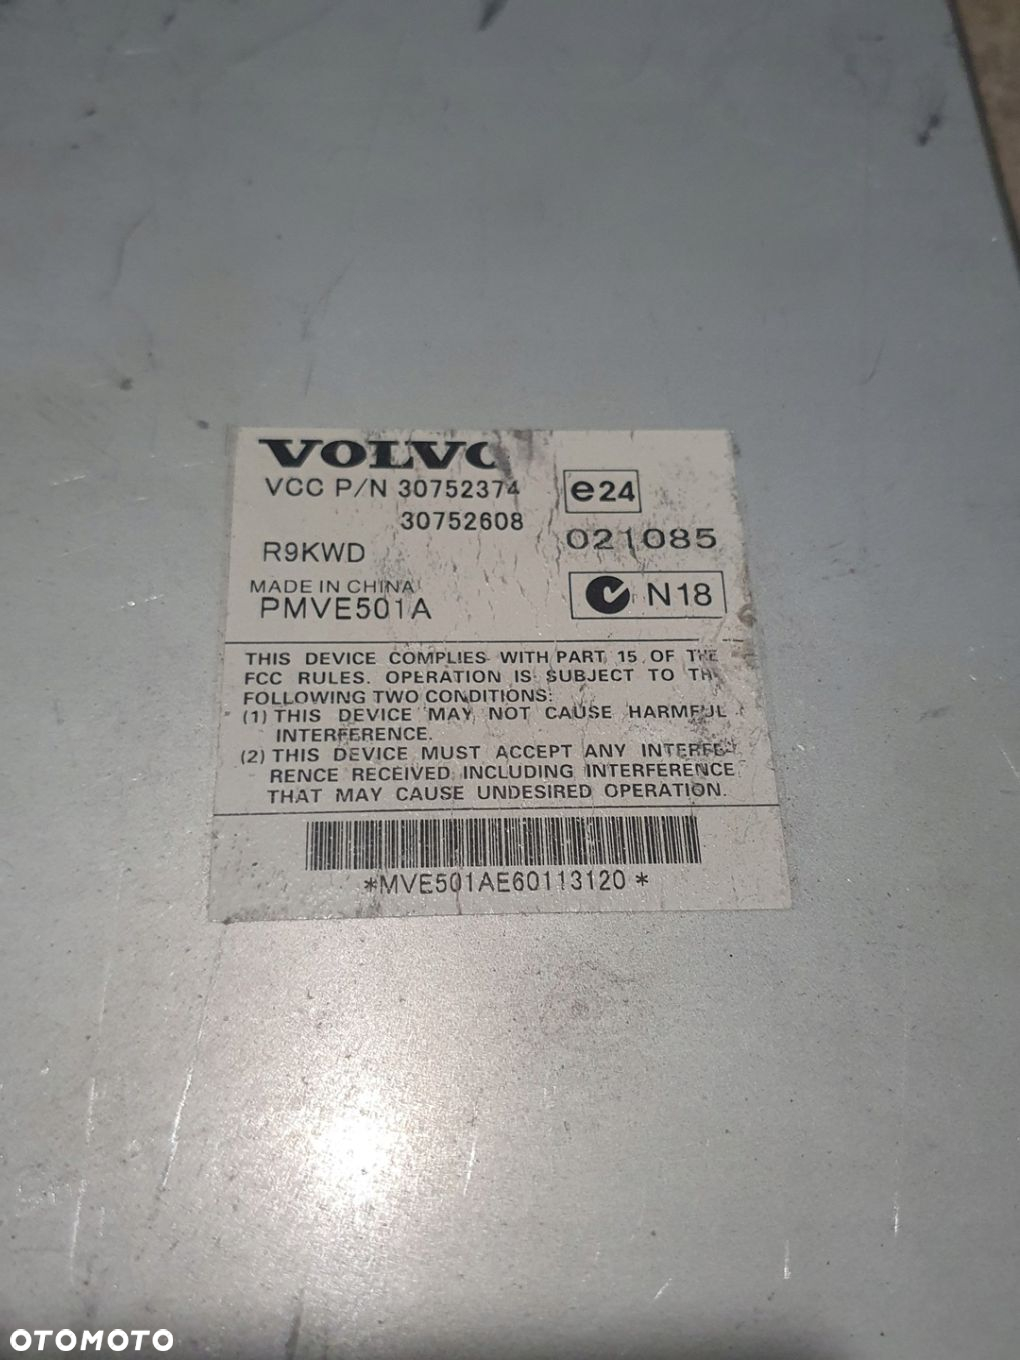 VOLVO
VCC P/N 30752374
30752608
e24
021085
R9KWD
N18
MADE IN CHINA
PMVE501A
THIS DEVICE COMPLIES WITH PART 15 OF THE
FCC RULES. OPERATION IS SUBJECT TO THE
FOLLOWING TWO CONDITIONS:
(1) THIS DEVICE MAY NOT CAUSE HARMFUL
INTERFERENCE.
(2) THIS DEVICE MUST ACCEPT ANY INTERFE-
RENCE RECEIVED INCLUDING INTERFERENCE
THAT MAY CAUSE UNDESIRED OPERATION.
*MVE501AE60113120*
OTOMOTO